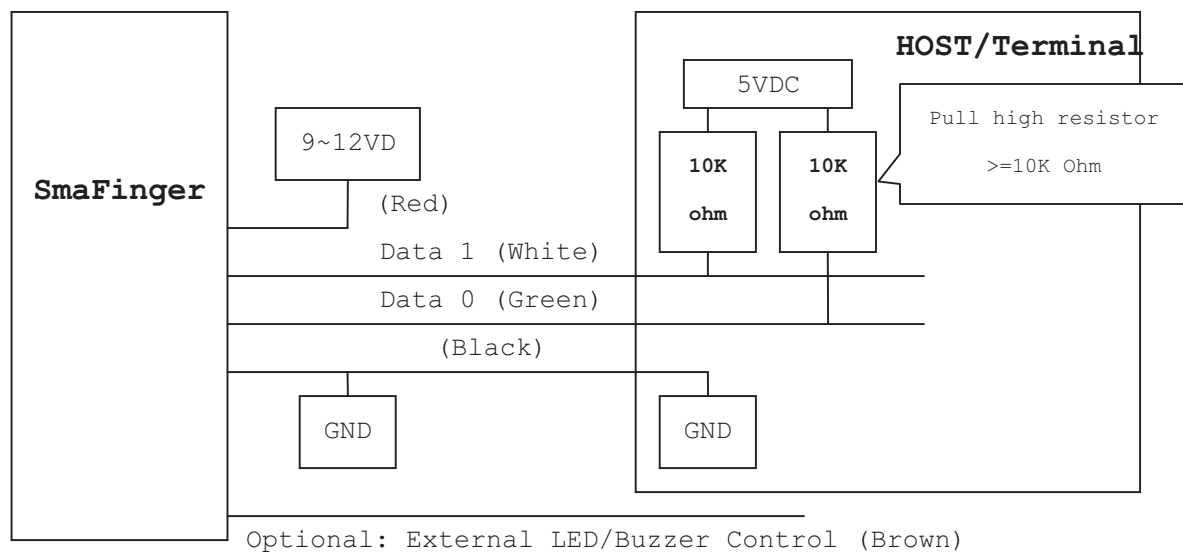 HOST/Terminal
5VDC
Pull high resistor
>=10K Ohm
9~12VD
10K
ohm
10K
ohm
SmaFinger
(Red)
Data 1 (White)
Data 0 (Green)
(Black)
GND
GND
Optional: External LED/Buzzer Control (Brown)